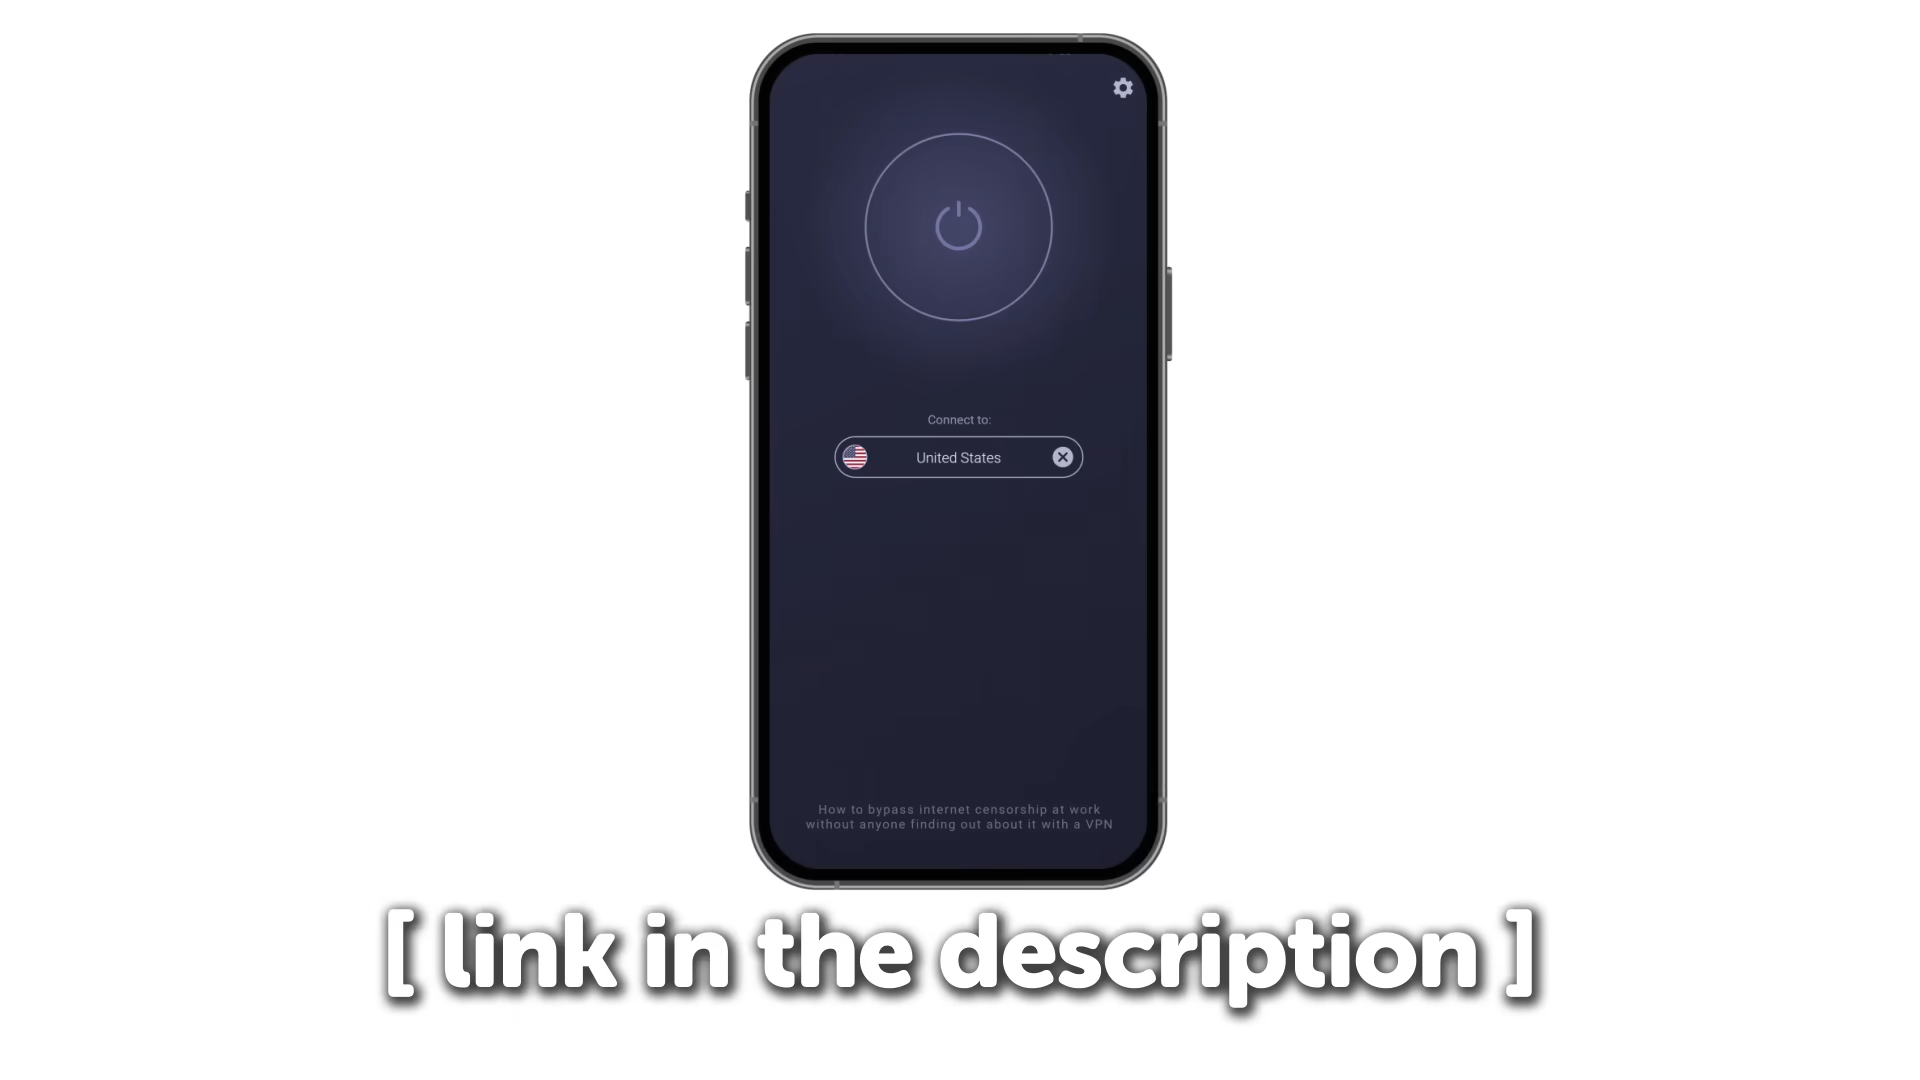 Connect to:
United States
How to bypass internet censorship at work
without anyone finding out about it with a VPN
[ link in the description ]